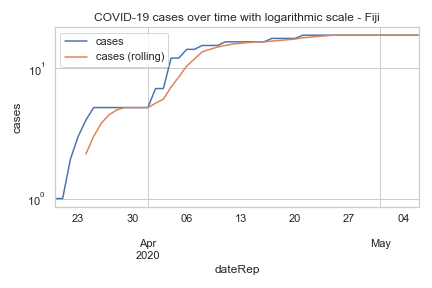 COVID-19 cases over time with logarithmic scale - Fiji
cases
cases (rolling)
10^1
10^0
cases
23 30 06 13 20 27 04
Apr May
2020
dateRep